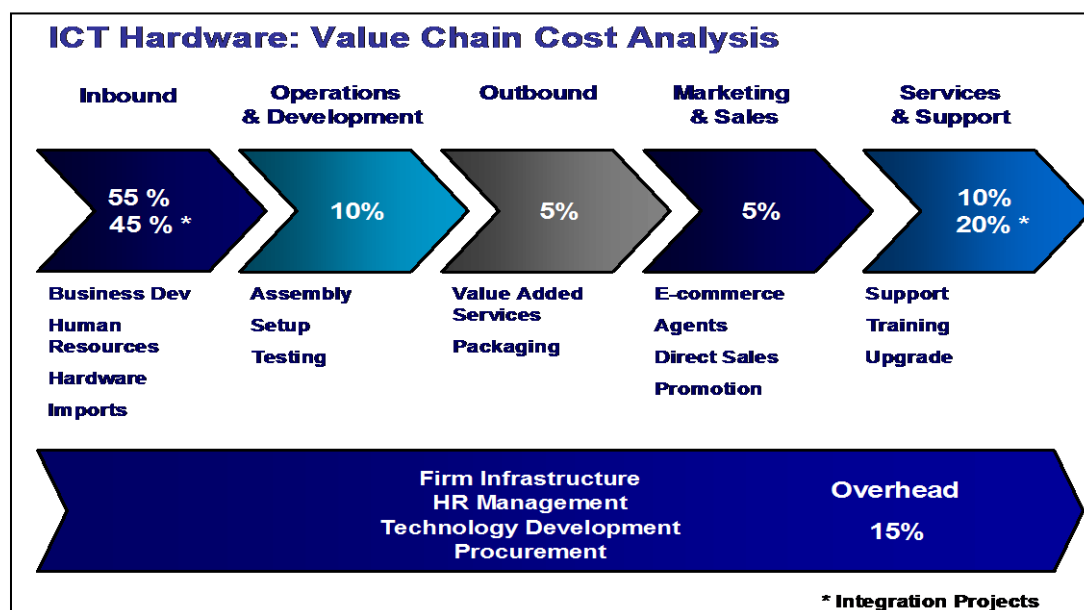 ICT Hardware: Value Chain Cost Analysis
Inbound
Operations
& Development
Outbound
Marketing
& Sales
Services
& Support
55 %
45 % *
10%
5%
5%
10%
20% *
Business Dev
Human
Resources
Hardware
Imports
Assembly
Setup
Testing
Value Added
Services
Packaging
E-commerce
Agents
Direct Sales
Promotion
Support
Training
Upgrade
Firm Infrastructure
HR Management
Technology Development
Procurement
Overhead
15%
* Integration Projects